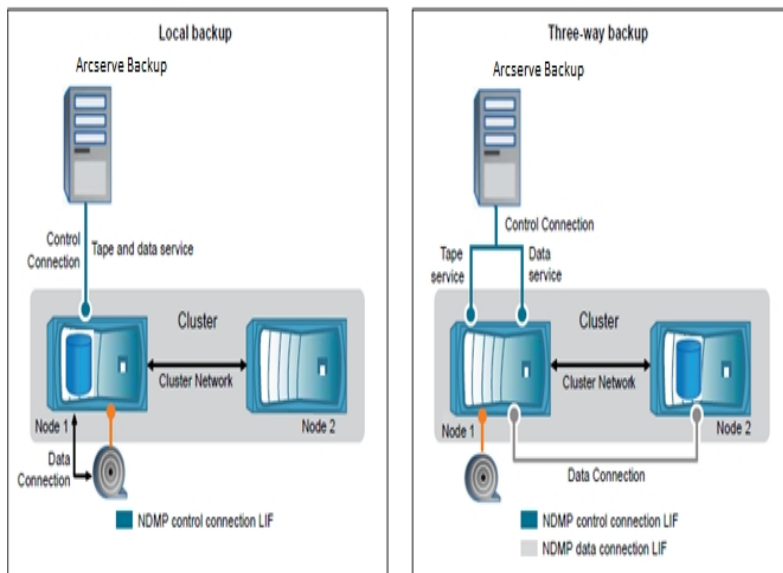 Local backup
Arcserve Backup
Control
Connection
Tape and data service
Cluster
Cluster Network
Node 1
Node 2
Data
Connection
NDMP control connection LIF
Three-way backup
Arcserve Backup
Control Connection
Tape
service
Data
service
Cluster
Cluster Network
Node 1
Node 2
Data Connection
NDMP control connection LIF
NDMP data connection LIF